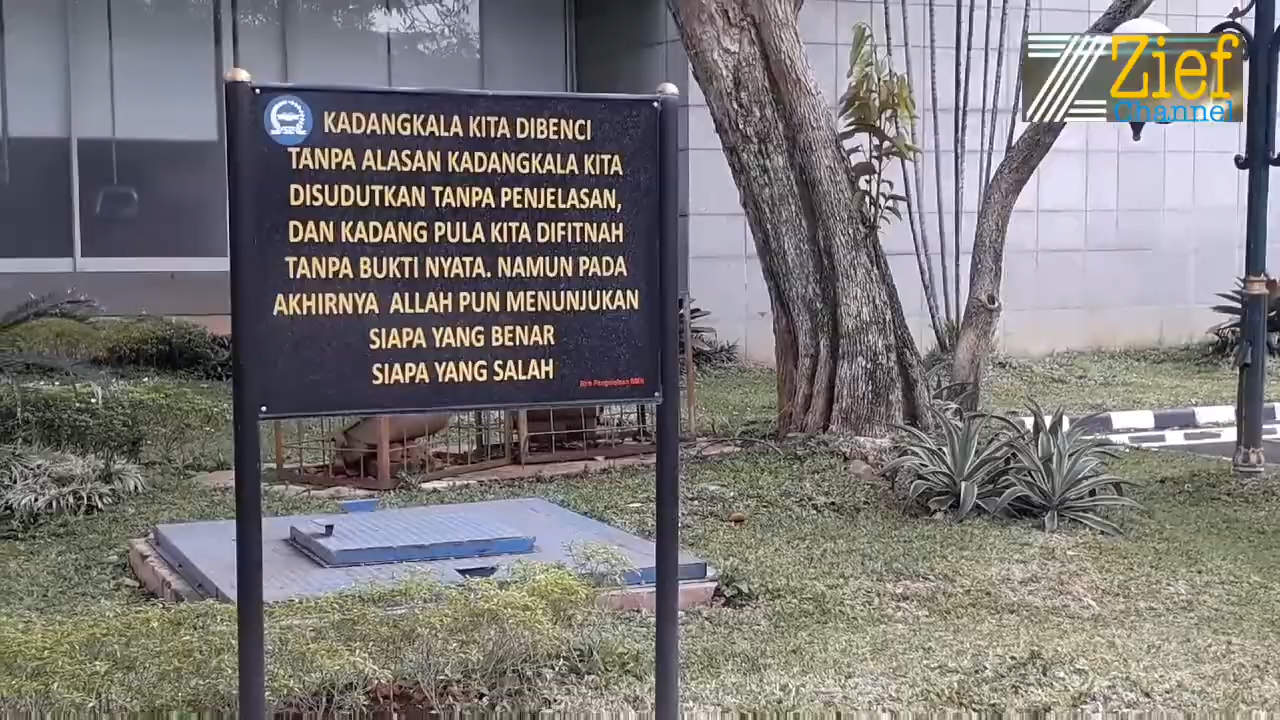 Zief
Channel
KADANGKALA KITA DIBENCI
TANPA ALASAN KADANGKALA KITA
DISUDUTKAN TANPA PENJELASAN,
DAN KADANG PULA KITA DIFITNAH
TANPA BUKTI NYATA. NAMUN PADA
AKHIRNYA ALLAH PUN MENUNJUKAN
SIAPA YANG BENAR
SIAPA YANG SALAH